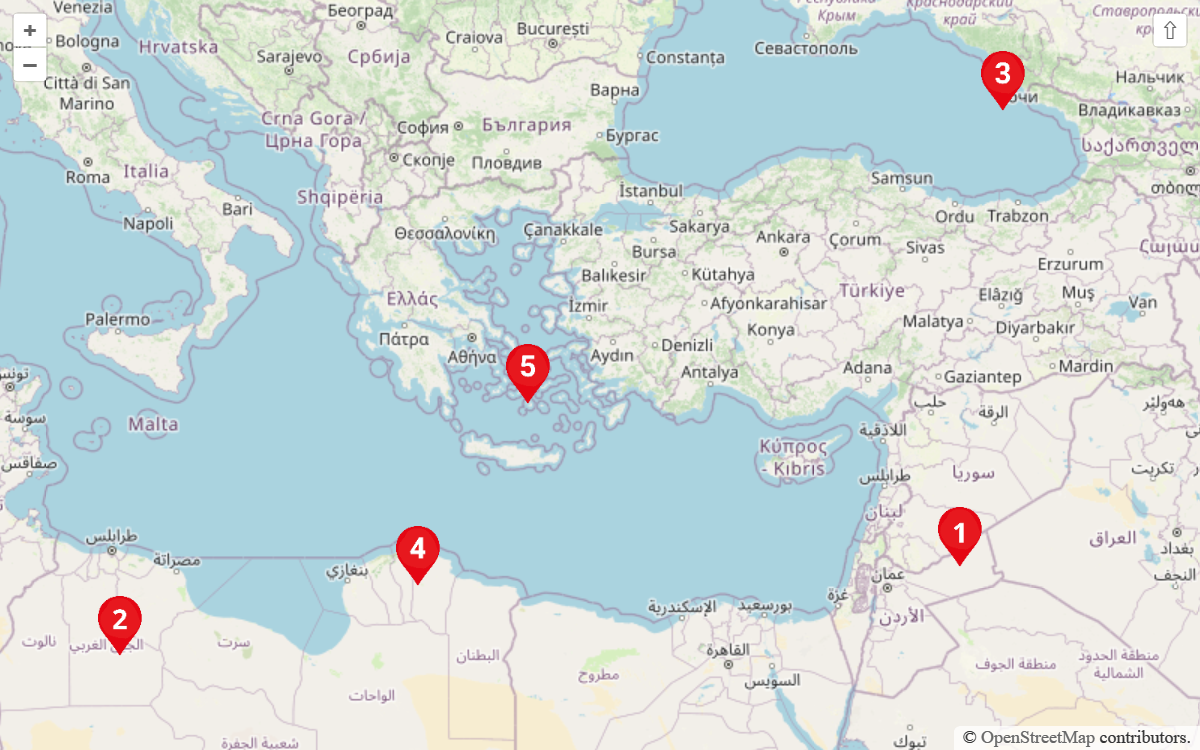 +
−
⇧
Venezia
Београд
București
Craiova
Bologna
Hrvatska
Sarajevo
Србија
Constanța
Севастополь
Крым
Краснодарский
край
Ставропольский
Città di San
Marino
Варна
3
Нальчик
Владикавказ
Crna Gora /
Црна Гора
София
България
Бургас
Скопје
Пловдив
Roma
Italia
Shqipëria
İstanbul
Samsun
Napoli
Bari
Θεσσαλονίκη
Çanakkale
Sakarya
Ordu
Trabzon
Bursa
Ankara
Çorum
Sivas
Balıkesir
Kütahya
Erzurum
Ελλάς
İzmir
Afyonkarahisar
Türkiye
Elâzığ
Muş
Van
Palermo
Πάτρα
Αθήνα
Konya
Malatya
Diyarbakır
Aydın
Denizli
Antalya
Adana
Gaziantep
Mardin
5
تونس
سوسة
صفاقس
Malta
حلب
الرقة
هەولێر
اللاذقية
Κύπρος
- Kıbrıs
طرابلس
سوريا
تكريت
لبنان
1
العراق
بغداد
النجف
طرابلس
مصراتة
بنغازي
4
عمان
غزة
الأردن
الإسكندرية
بورسعيد
2
نالوت
سرت
البطنان
القاهرة
السويس
مطروح
منطقة الجوف
منطقة الحدود
الشمالية
الواحات
شعبية الجفرة
تبوك
© OpenStreetMap contributors.